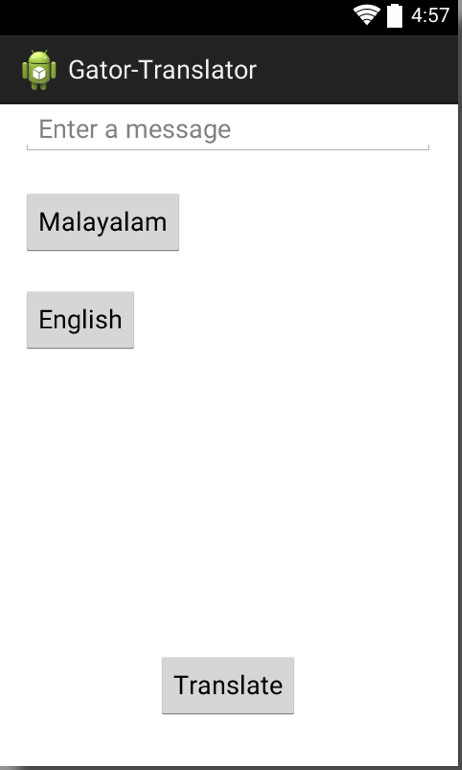 4:57
Gator-Translator
Enter a message
Malayalam
English
Translate